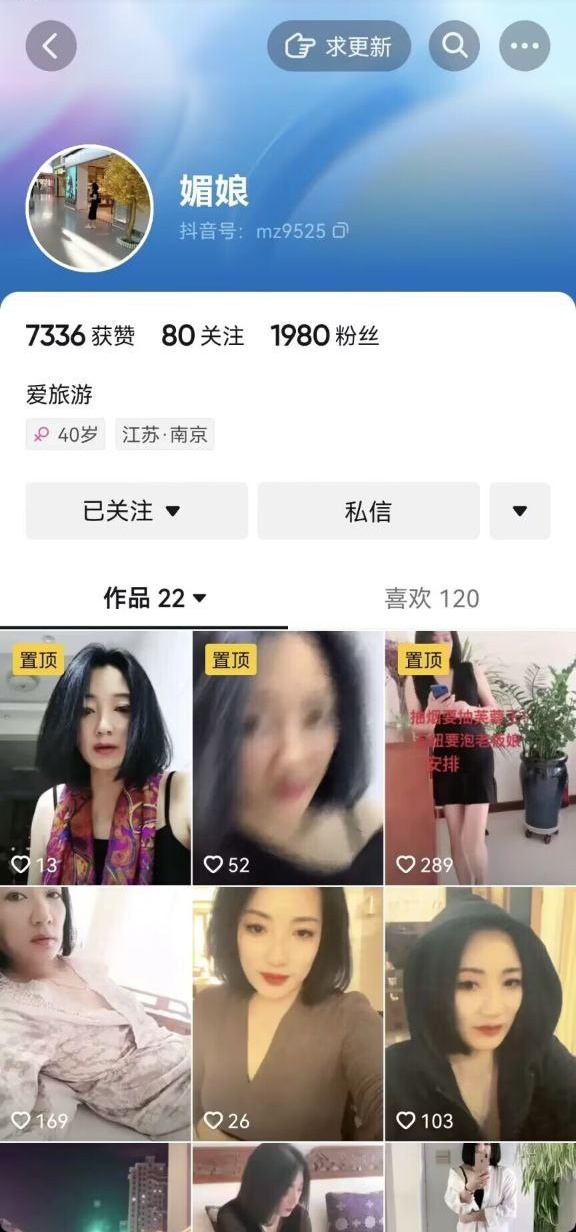 求更新
媚娘
抖音号：mz9525
7336 获赞 80 关注 1980 粉丝
爱旅游
40岁 江苏·南京
已关注 私信
作品 22 喜欢 120
置顶 置顶 置顶
抽烟要抽芙蓉王
要泡老板娘
安排
13 52 289
169 26 103